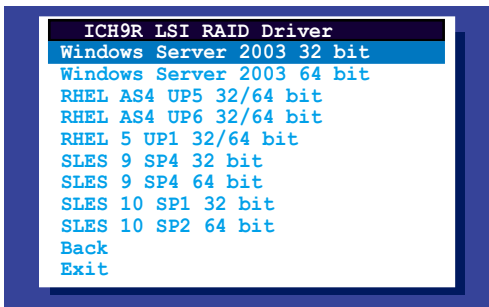 ICH9R LSI RAID Driver
Windows Server 2003 32 bit
Windows Server 2003 64 bit
RHEL AS4 UP5 32/64 bit
RHEL AS4 UP6 32/64 bit
RHEL 5 UP1 32/64 bit
SLES 9 SP4 32 bit
SLES 9 SP4 64 bit
SLES 10 SP1 32 bit
SLES 10 SP2 64 bit
Back
Exit